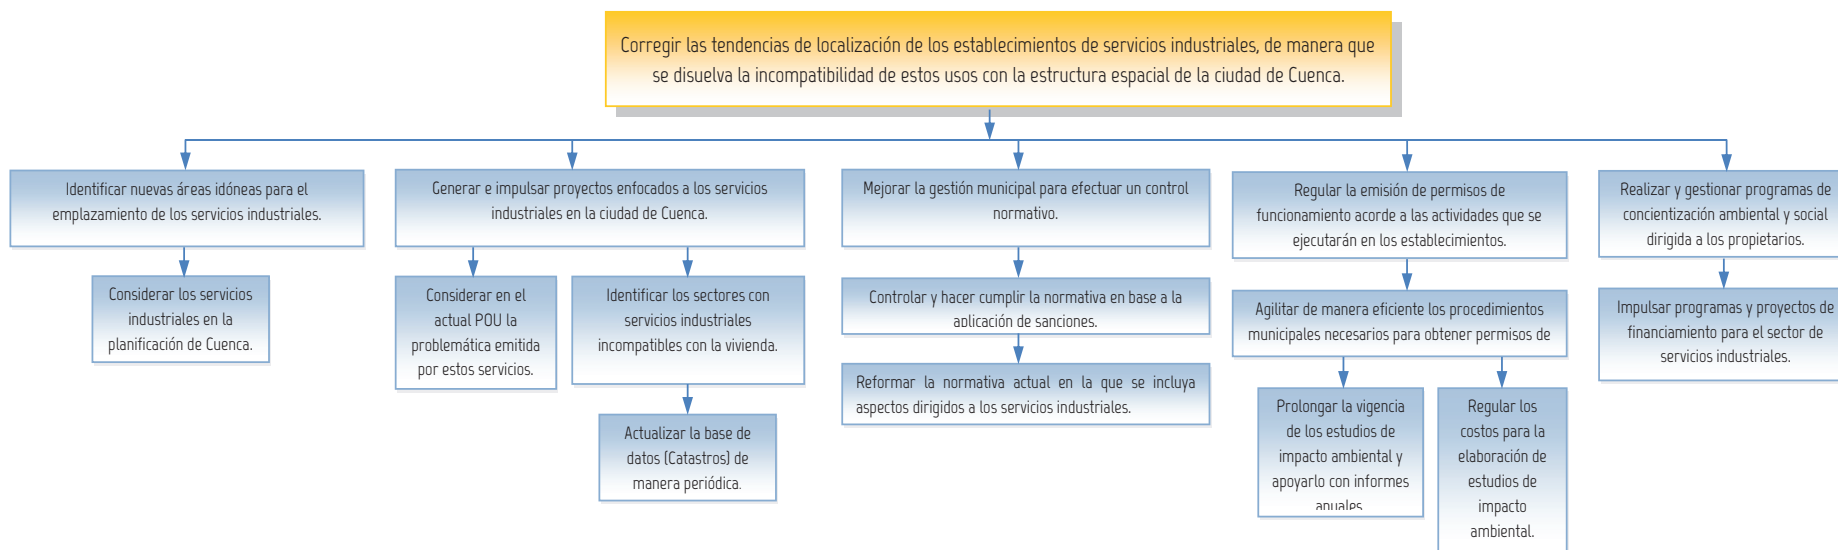 Corregir las tendencias de localización de los establecimientos de servicios industriales, de manera que
se disuelva la incompatibilidad de estos usos con la estructura espacial de la ciudad de Cuenca.
Identificar nuevas áreas idóneas para el
emplazamiento de los servicios industriales.
Considerar los servicios
industriales en la
planificación de Cuenca.
Generar e impulsar proyectos enfocados a los servicios
industriales en la ciudad de Cuenca.
Considerar en el
actual POU la
problemática emitida
por estos servicios.
Identificar los sectores con
servicios industriales
incompatibles con la vivienda.
Actualizar la base de
datos (Catastros) de
manera periódica.
Mejorar la gestión municipal para efectuar un control
normativo.
Controlar y hacer cumplir la normativa en base a la
aplicación de sanciones.
Reformar la normativa actual en la que se incluya
aspectos dirigidos a los servicios industriales.
Regular la emisión de permisos de
funcionamiento acorde a las actividades que se
ejecutarán en los establecimientos.
Agilitar de manera eficiente los procedimientos
municipales necesarios para obtener permisos de
Prolongar la vigencia
de los estudios de
impacto ambiental y
apoyarlo con informes
anuales.
Regular los
costos para la
elaboración de
estudios de
impacto
ambiental.
Realizar y gestionar programas de
concientización ambiental y social
dirigida a los propietarios.
Impulsar programas y proyectos de
financiamiento para el sector de
servicios industriales.